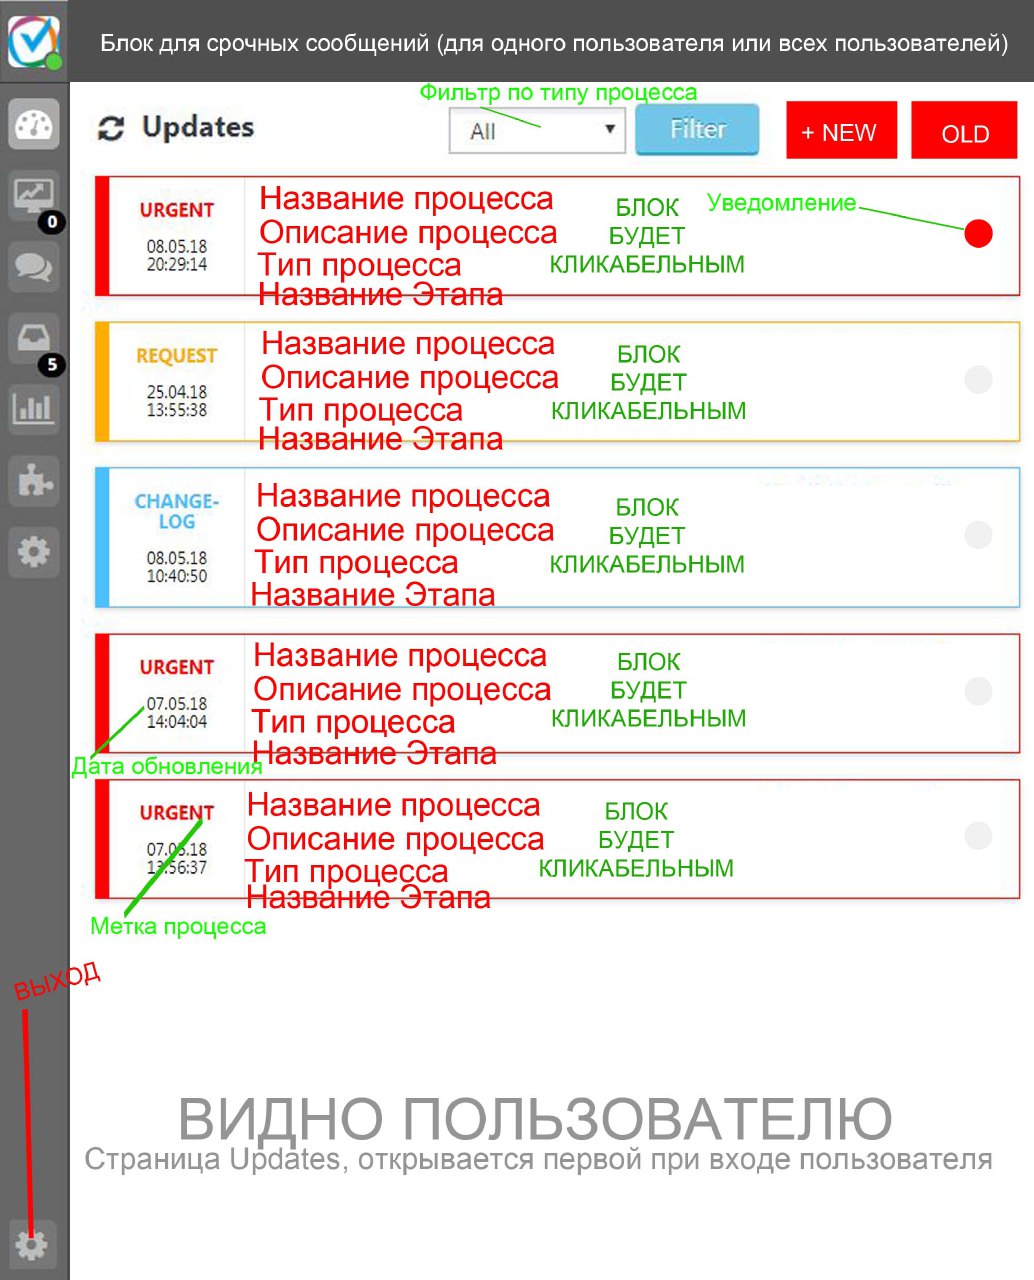 Блок для срочных сообщений (для одного пользователя или всех пользователей)
Фильтр по типу процесса
Updates
All
Filter
+ NEW
OLD
0
5
URGENT
08.05.18
20:29:14
Название процесса
Описание процесса
Тип процесса
Название Этапа
БЛОК
БУДЕТ
КЛИКАБЕЛЬНЫМ
Уведомление
REQUEST
25.04.18
13:55:38
Название процесса
Описание процесса
Тип процесса
Название Этапа
БЛОК
БУДЕТ
КЛИКАБЕЛЬНЫМ
CHANGE-
LOG
08.05.18
10:40:50
Название процесса
Описание процесса
Тип процесса
Название Этапа
БЛОК
БУДЕТ
КЛИКАБЕЛЬНЫМ
URGENT
07.05.18
14:04:04
Название процесса
Описание процесса
Тип процесса
Название Этапа
БЛОК
БУДЕТ
КЛИКАБЕЛЬНЫМ
Дата обновления
URGENT
07.05.18
13:56:37
Название процесса
Описание процесса
Тип процесса
Название Этапа
БЛОК
БУДЕТ
КЛИКАБЕЛЬНЫМ
Метка процесса
ВЫХОД
ВИДНО ПОЛЬЗОВАТЕЛЮ
Страница Updates, открывается первой при входе пользователя